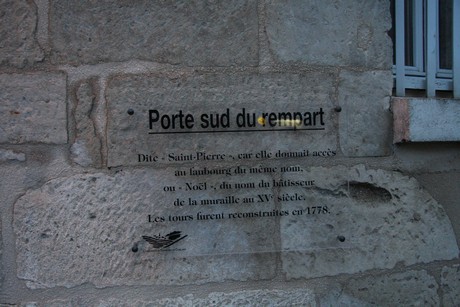 Porte sud du rempart
Dite « Saint-Pierre », car elle donnait accès
au faubourg du même nom,
ou « Noël », du nom du bâtisseur
de la muraille au XVe siècle.
Les tours furent reconstruites en 1778.